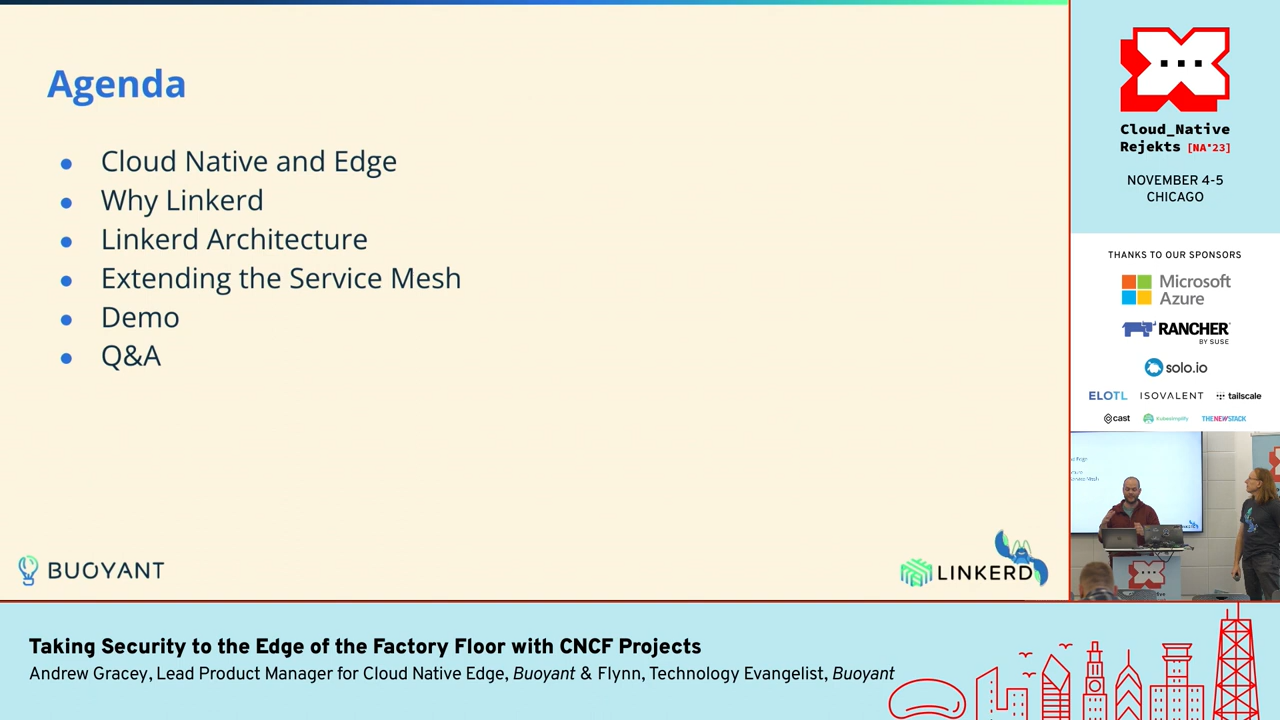 Agenda
Cloud Native and Edge
Why Linkerd
Linkerd Architecture
Extending the Service Mesh
Demo
Q&A
BUOYANT
LINKERD
Cloud_Native
Rejekts [NA'23]
NOVEMBER 4-5
CHICAGO
THANKS TO OUR SPONSORS
Microsoft
Azure
RANCHER
BY SUSE
solo.io
ELOTL ISOVALENT tailscale
cast kubesimplify THENEWSTACK
Taking Security to the Edge of the Factory Floor with CNCF Projects
Andrew Gracey, Lead Product Manager for Cloud Native Edge, Buoyant & Flynn, Technology Evangelist, Buoyant